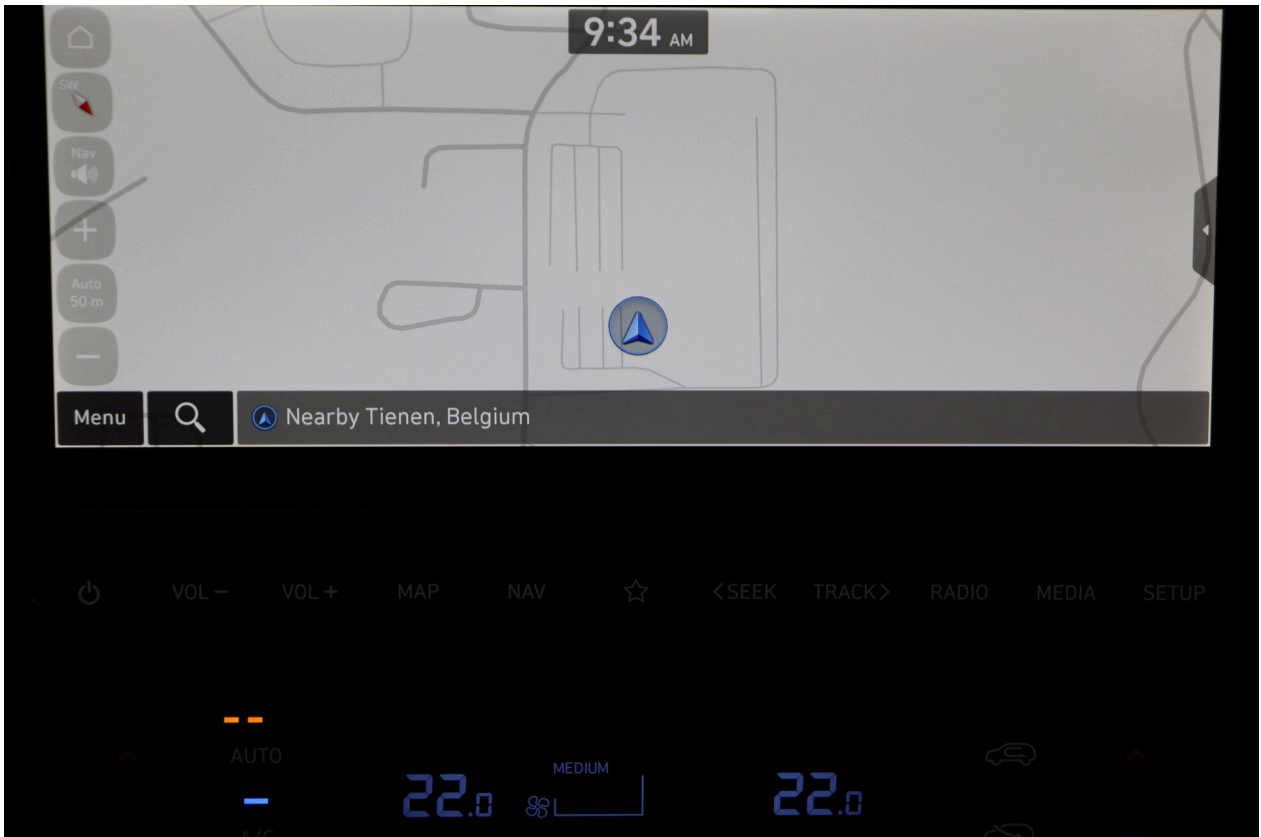 9:34 AM
SW
Nav
Auto
50 m
Menu
Nearby Tienen, Belgium
VOL − VOL + MAP NAV <SEEK TRACK> RADIO MEDIA SETUP
AUTO
MEDIUM
22.0 22.0
A/C